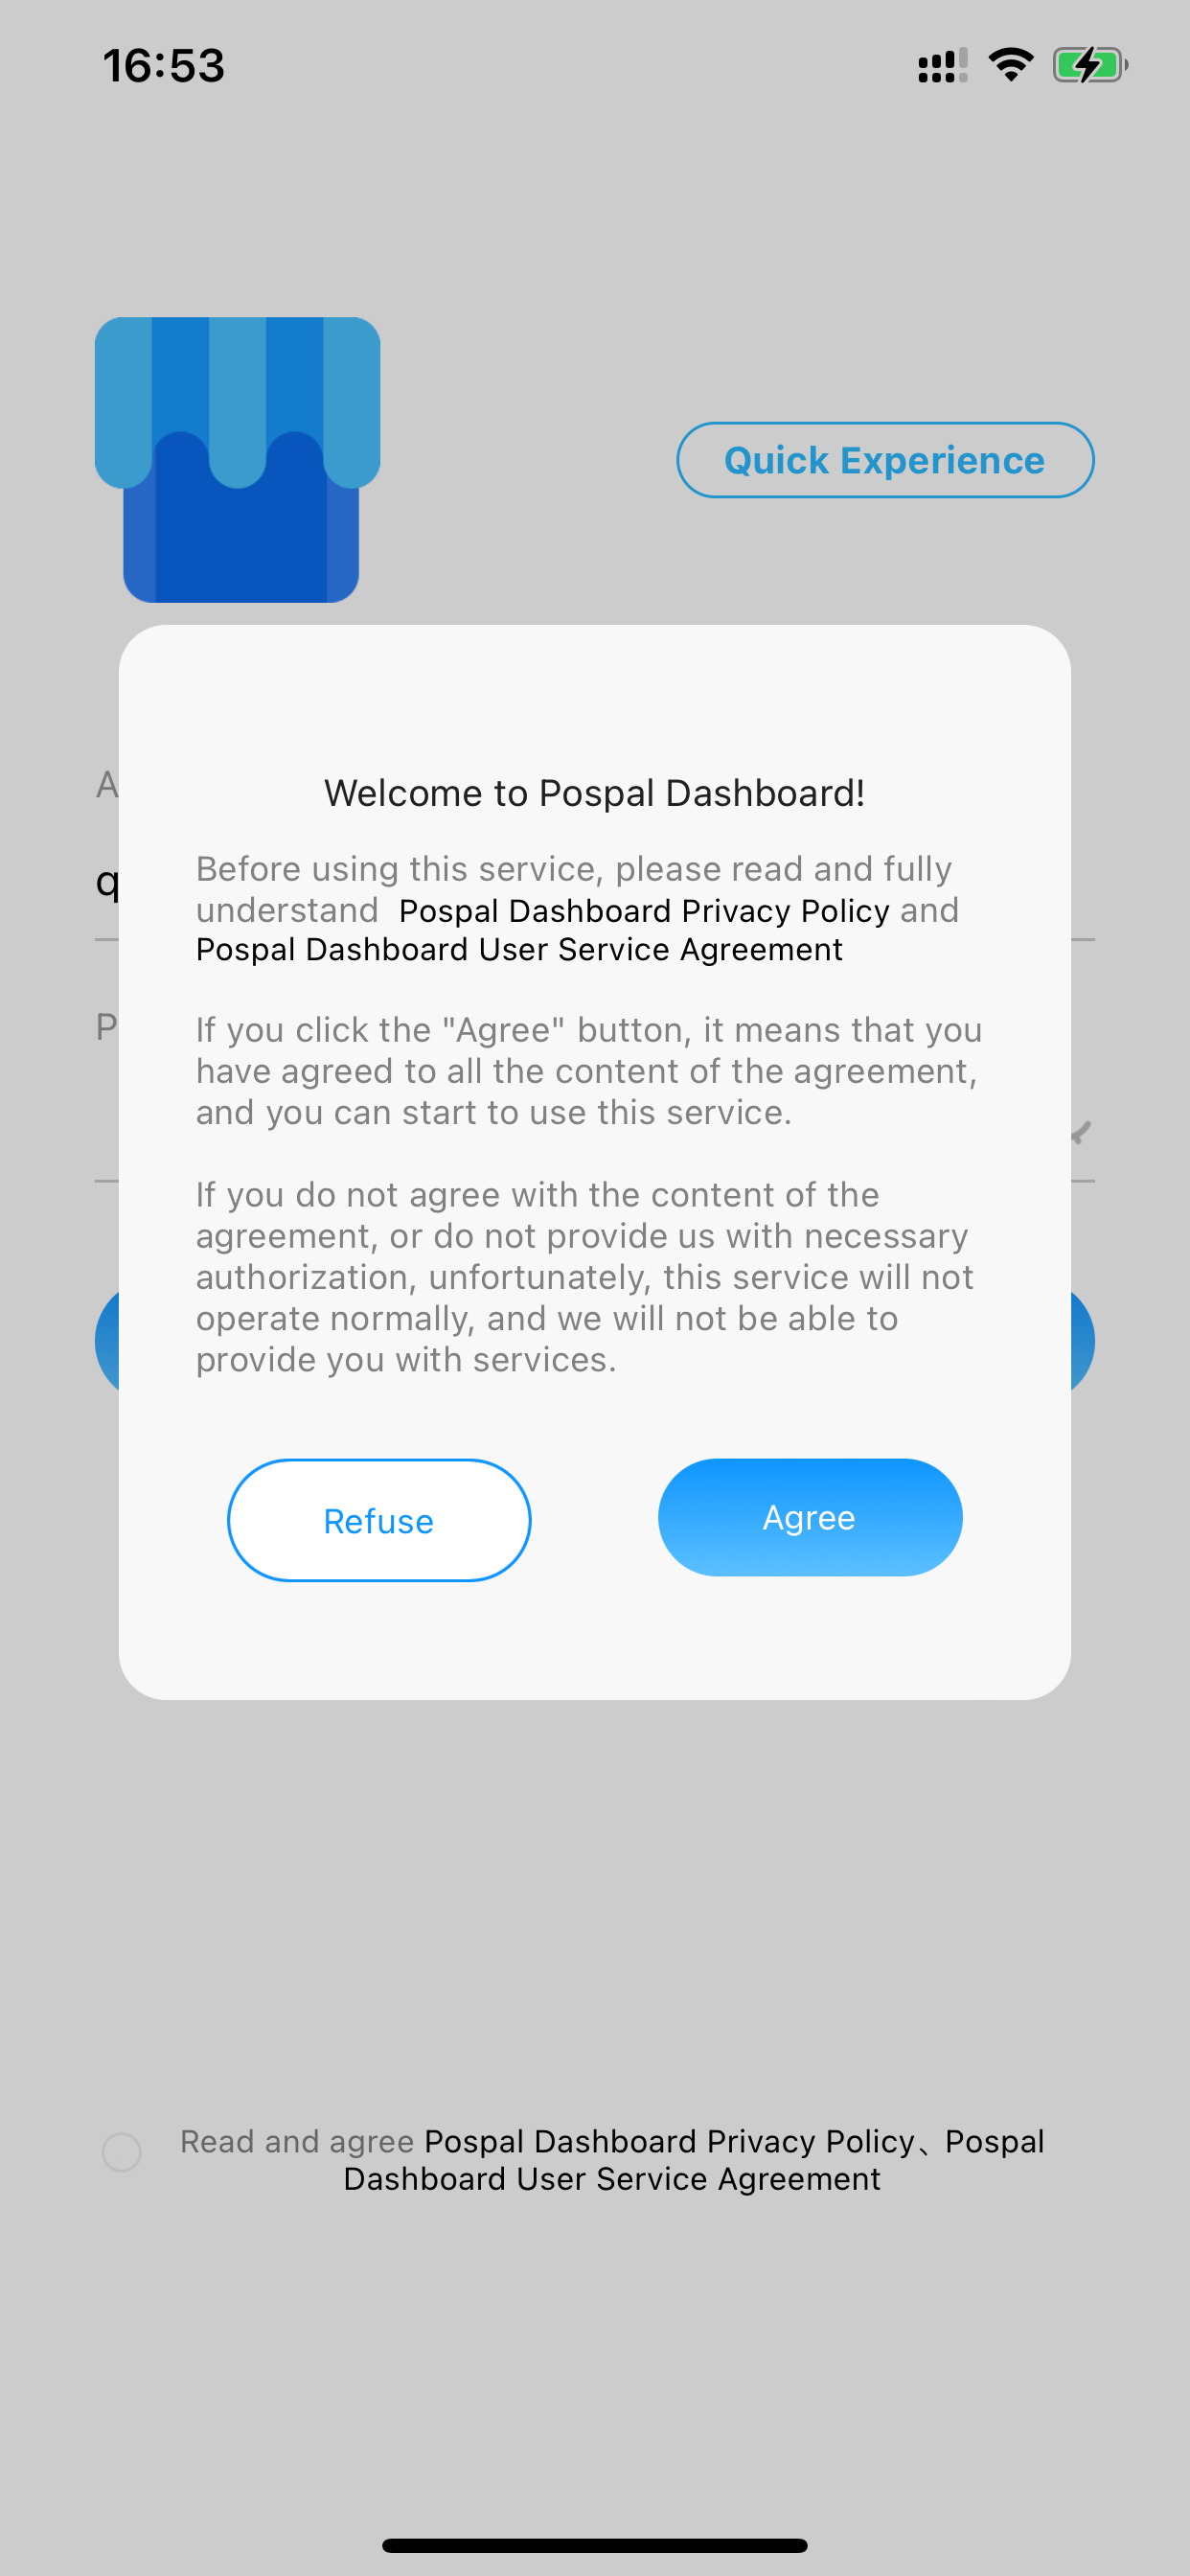 16:53
Quick Experience
Welcome to Pospal Dashboard!
Before using this service, please read and fully
understand Pospal Dashboard Privacy Policy and
Pospal Dashboard User Service Agreement
If you click the "Agree" button, it means that you
have agreed to all the content of the agreement,
and you can start to use this service.
If you do not agree with the content of the
agreement, or do not provide us with necessary
authorization, unfortunately, this service will not
operate normally, and we will not be able to
provide you with services.
Refuse
Agree
Read and agree Pospal Dashboard Privacy Policy、Pospal
Dashboard User Service Agreement